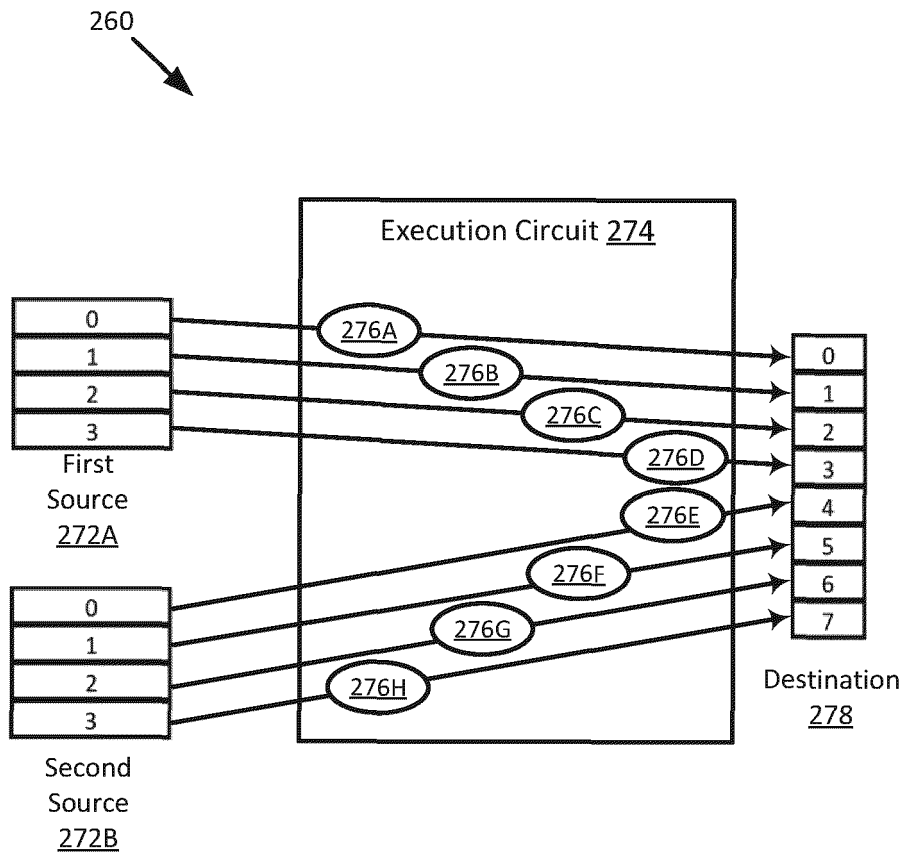 260
Execution Circuit 274
0
1
2
3
First
Source
272A
276A
276B
276C
276D
276E
276F
276G
276H
0
1
2
3
Second
Source
272B
0
1
2
3
4
5
6
7
Destination
278